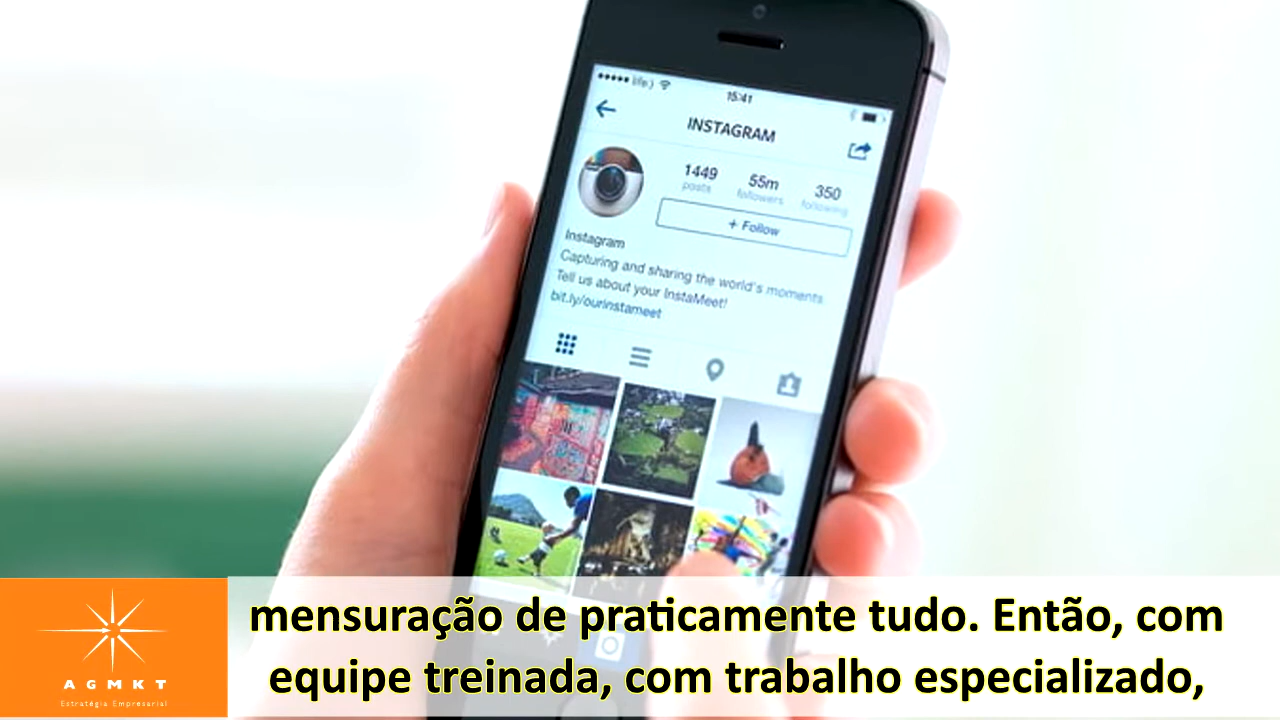 life:)
15:41
INSTAGRAM
1449 55m 350
posts followers following
+ Follow
Instagram
Capturing and sharing the world's moments.
Tell us about your InstaMeet!
bit.ly/ourinstameet
mensuração de praticamente tudo. Então, com
equipe treinada, com trabalho especializado,
AGMKT
Estratégia Empresarial